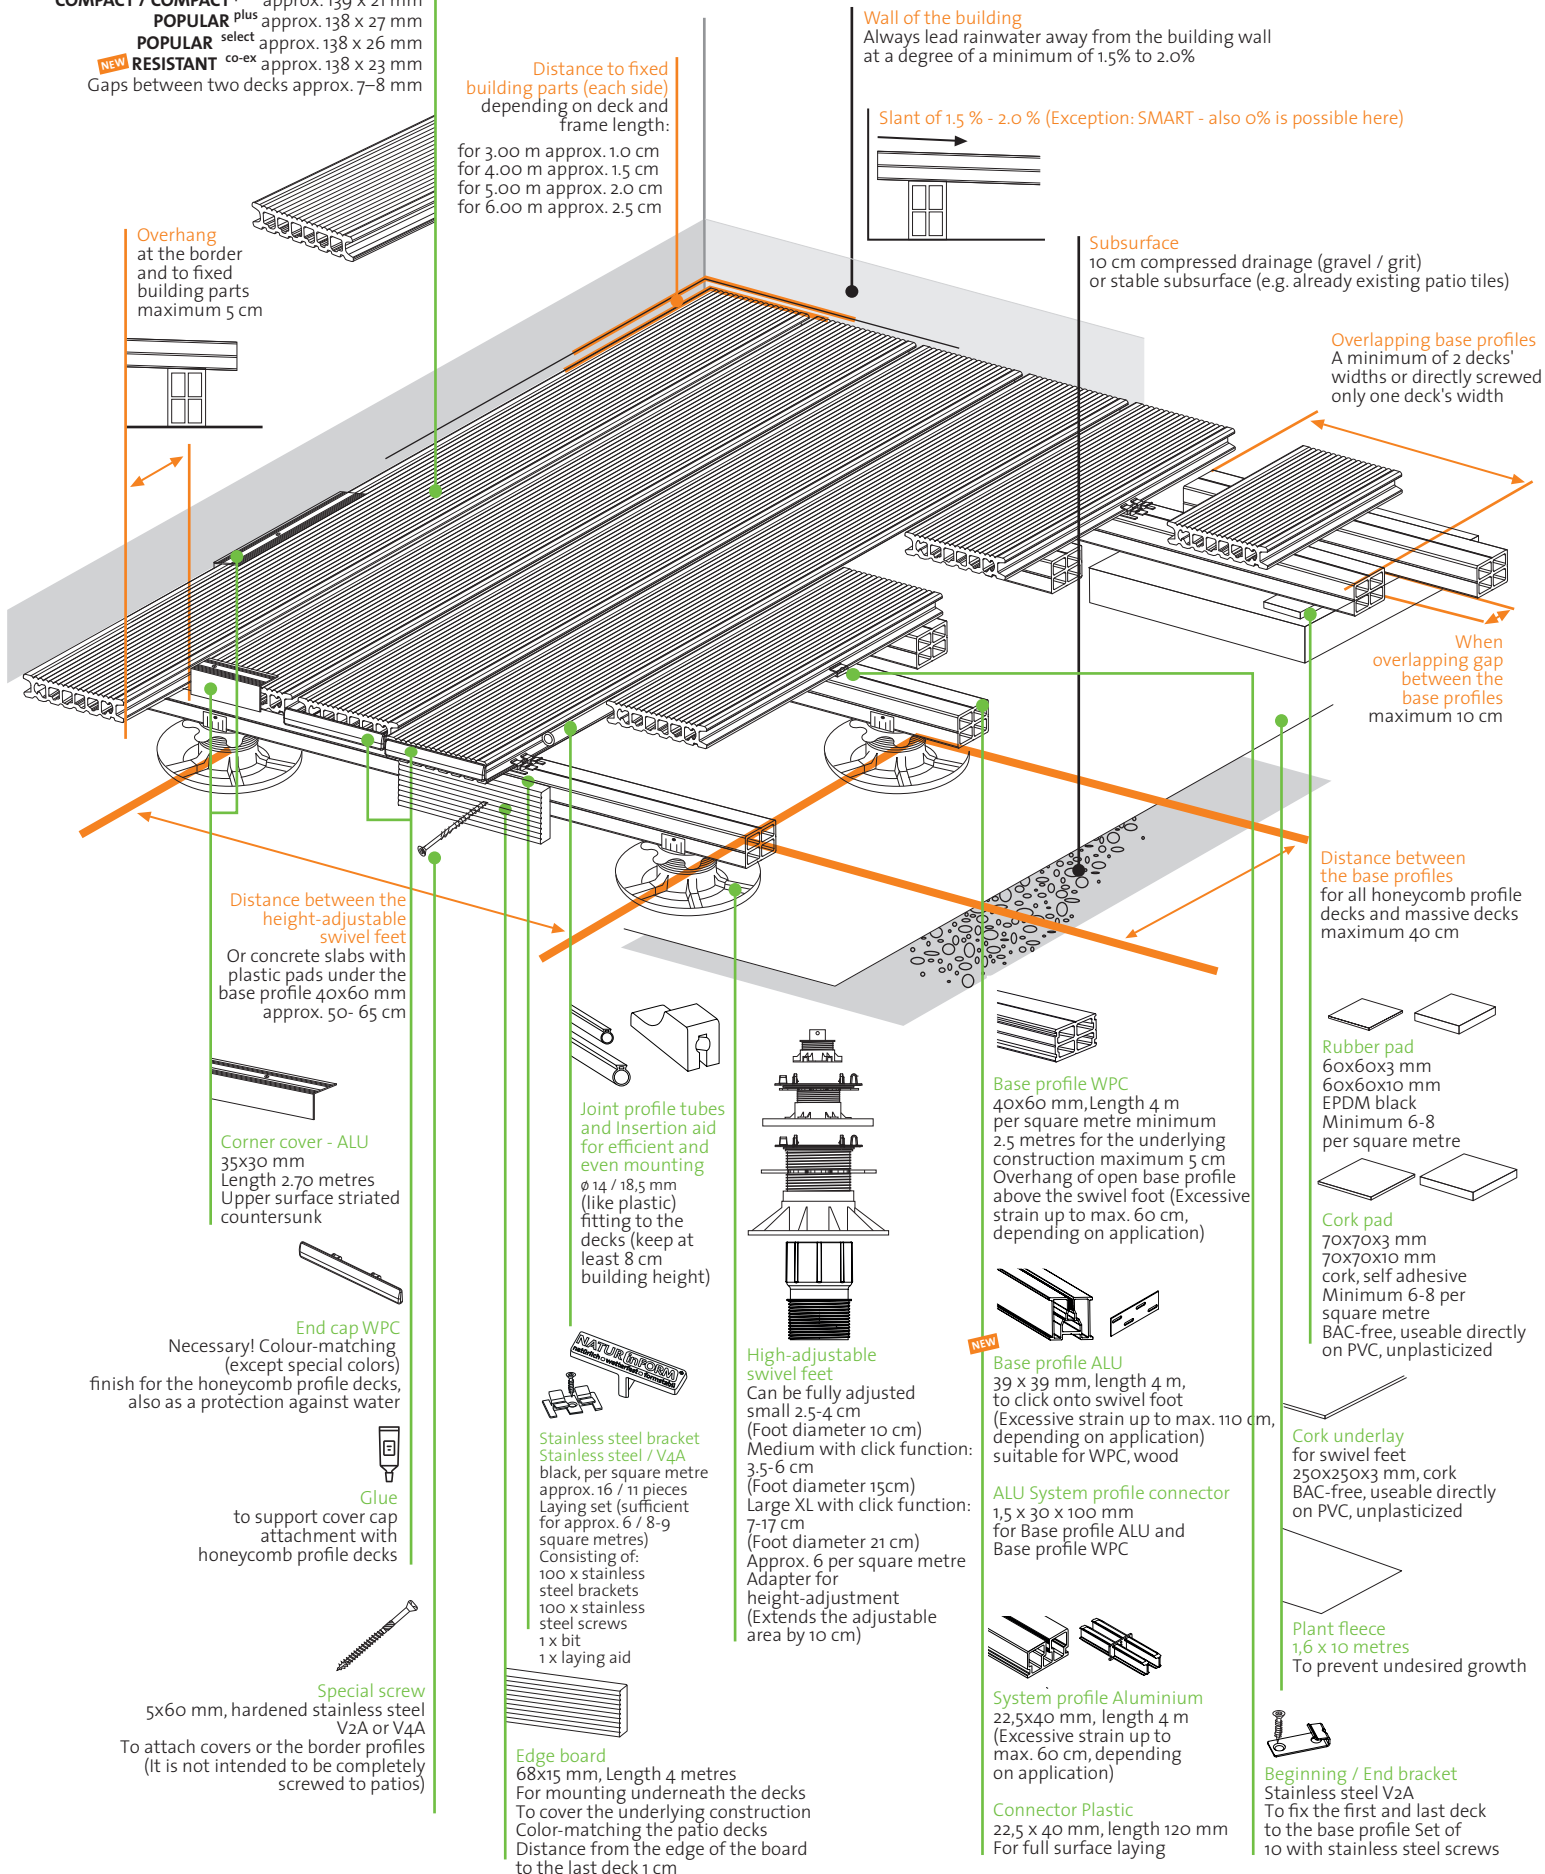 COMPACT / COMPACT approx. 139 x 21 mm
POPULAR plus approx. 138 x 27 mm
POPULAR select approx. 138 x 26 mm
NEW RESISTANT co-ex approx. 138 x 23 mm
Gaps between two decks approx. 7–8 mm
Distance to fixed
building parts (each side)
depending on deck and
frame length:
for 3.00 m approx. 1.0 cm
for 4.00 m approx. 1.5 cm
for 5.00 m approx. 2.0 cm
for 6.00 m approx. 2.5 cm
Wall of the building
Always lead rainwater away from the building wall
at a degree of a minimum of 1.5% to 2.0%
Slant of 1.5 % - 2.0 % (Exception: SMART - also 0% is possible here)
Overhang
at the border
and to fixed
building parts
maximum 5 cm
Subsurface
10 cm compressed drainage (gravel / grit)
or stable subsurface (e.g. already existing patio tiles)
Overlapping base profiles
A minimum of 2 decks'
widths or directly screwed
only one deck's width
When
overlapping gap
between the
base profiles
maximum 10 cm
Distance between
the base profiles
for all honeycomb profile
decks and massive decks
maximum 40 cm
Distance between the
height-adjustable
swivel feet
Or concrete slabs with
plastic pads under the
base profile 40x60 mm
approx. 50- 65 cm
Corner cover - ALU
35x30 mm
Length 2.70 metres
Upper surface striated
countersunk
End cap WPC
Necessary! Colour-matching
(except special colors)
finish for the honeycomb profile decks,
also as a protection against water
Glue
to support cover cap
attachment with
honeycomb profile decks
Special screw
5x60 mm, hardened stainless steel
V2A or V4A
To attach covers or the border profiles
(It is not intended to be completely
screwed to patios)
Joint profile tubes
and Insertion aid
for efficient and
even mounting
ø 14 / 18,5 mm
(like plastic)
fitting to the
decks (keep at
least 8 cm
building height)
NATURinFORM
natürlich • wetterfest • formstabil
Stainless steel bracket
Stainless steel / V4A
black, per square metre
approx. 16 / 11 pieces
Laying set (sufficient
for approx. 6 / 8-9
square metres)
Consisting of:
100 x stainless
steel brackets
100 x stainless
steel screws
1 x bit
1 x laying aid
Edge board
68x15 mm, Length 4 metres
For mounting underneath the decks
To cover the underlying construction
Color-matching the patio decks
Distance from the edge of the board
to the last deck 1 cm
High-adjustable
swivel feet
Can be fully adjusted
small 2.5-4 cm
(Foot diameter 10 cm)
Medium with click function:
3.5-6 cm
(Foot diameter 15cm)
Large XL with click function:
7-17 cm
(Foot diameter 21 cm)
Approx. 6 per square metre
Adapter for
height-adjustment
(Extends the adjustable
area by 10 cm)
Base profile WPC
40x60 mm, Length 4 m
per square metre minimum
2.5 metres for the underlying
construction maximum 5 cm
Overhang of open base profile
above the swivel foot (Excessive
strain up to max. 60 cm,
depending on application)
NEW
Base profile ALU
39 x 39 mm, length 4 m,
to click onto swivel foot
(Excessive strain up to max. 110 cm,
depending on application)
suitable for WPC, wood
ALU System profile connector
1,5 x 30 x 100 mm
for Base profile ALU and
Base profile WPC
System profile Aluminium
22,5x40 mm, length 4 m
(Excessive strain up to
max. 60 cm, depending
on application)
Connector Plastic
22,5 x 40 mm, length 120 mm
For full surface laying
Rubber pad
60x60x3 mm
60x60x10 mm
EPDM black
Minimum 6-8
per square metre
Cork pad
70x70x3 mm
70x70x10 mm
cork, self adhesive
Minimum 6-8 per
square metre
BAC-free, useable directly
on PVC, unplasticized
Cork underlay
for swivel feet
250x250x3 mm, cork
BAC-free, useable directly
on PVC, unplasticized
Plant fleece
1,6 x 10 metres
To prevent undesired growth
Beginning / End bracket
Stainless steel V2A
To fix the first and last deck
to the base profile Set of
10 with stainless steel screws